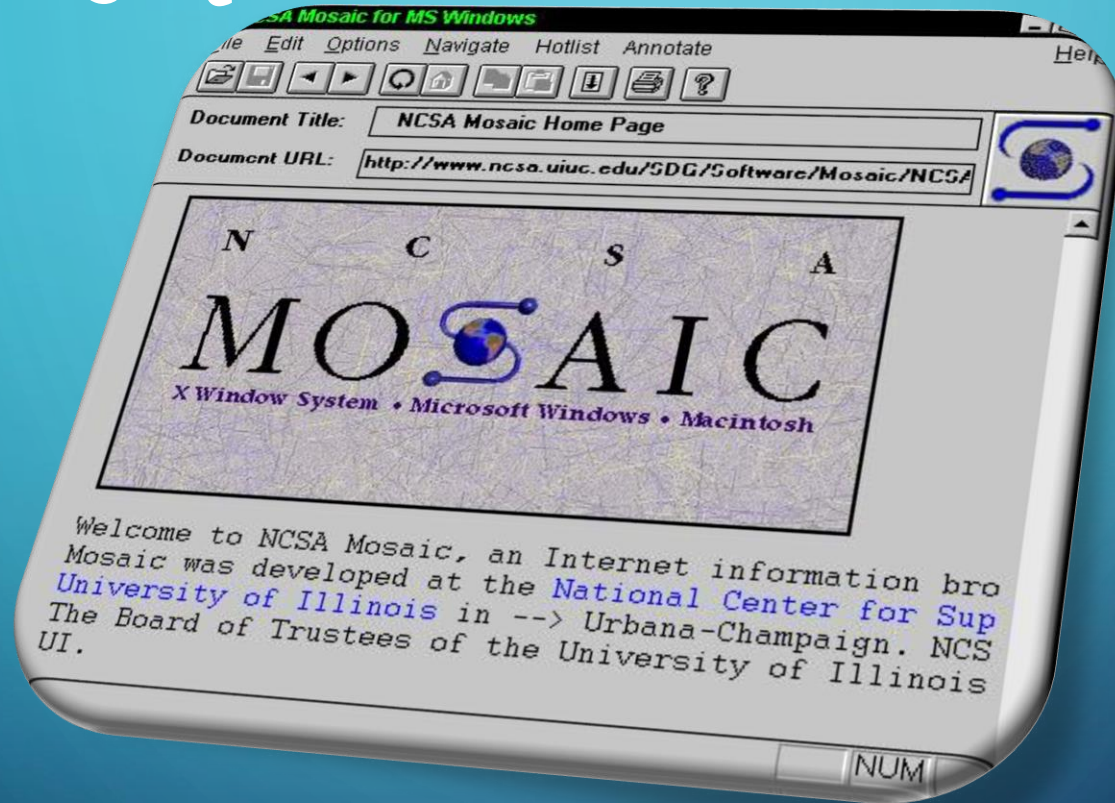 Mosaic for MS Windows
Edit Options Navigate Hotlist Annotate
Document Title: NCSA Mosaic Home Page
Document URL: http://www.ncsa.uiuc.edu/SDG/Software/Mosaic/NCSA
N C S A
MOSAIC
X Window System • Microsoft Windows • Macintosh
Welcome to NCSA Mosaic, an Internet information bro
Mosaic was developed at the National Center for Sup
University of Illinois in --> Urbana-Champaign. NCS
The Board of Trustees of the University of Illinois
UI.
NUM